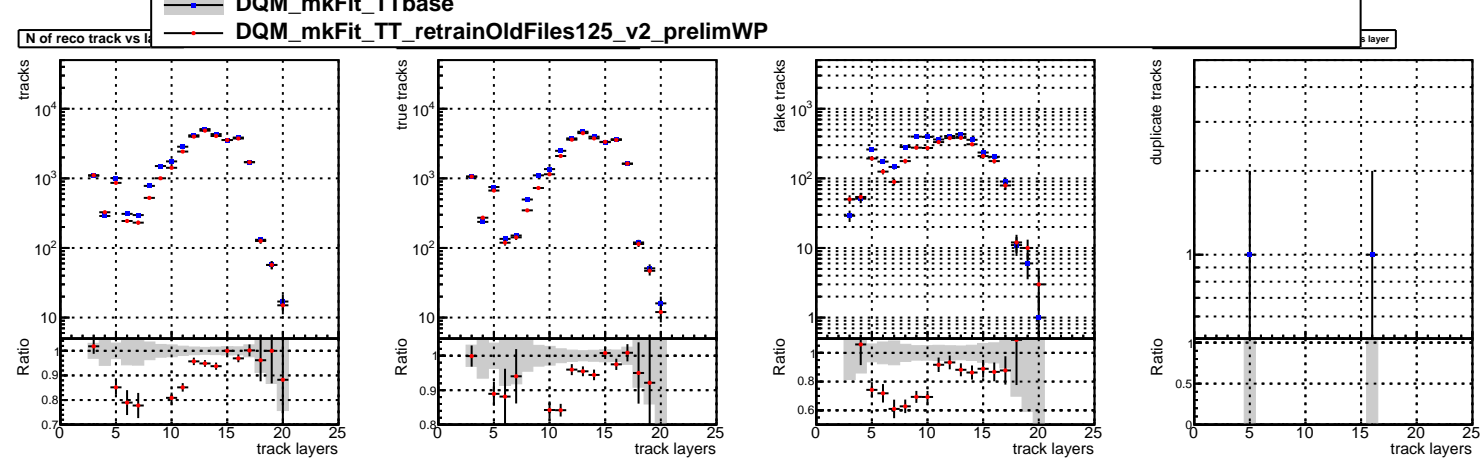 DQM_mkFit_TTbase
DQM_mkFit_TT_retrainOldFiles125_v2_prelimWP
N of reco track vs la
s layer
tracks
10⁴
10³
10²
10
Ratio
1
0.9
0.8
0.7
0 5 10 15 20 25
track layers
true tracks
10⁴
10³
10²
10
Ratio
1
0.9
0.8
0 5 10 15 20 25
track layers
fake tracks
10³
10²
10
1
Ratio
1
0.8
0.6
0 5 10 15 20 25
track layers
duplicate tracks
1
Ratio
1
0.5
0
0 5 10 15 20 25
track layers